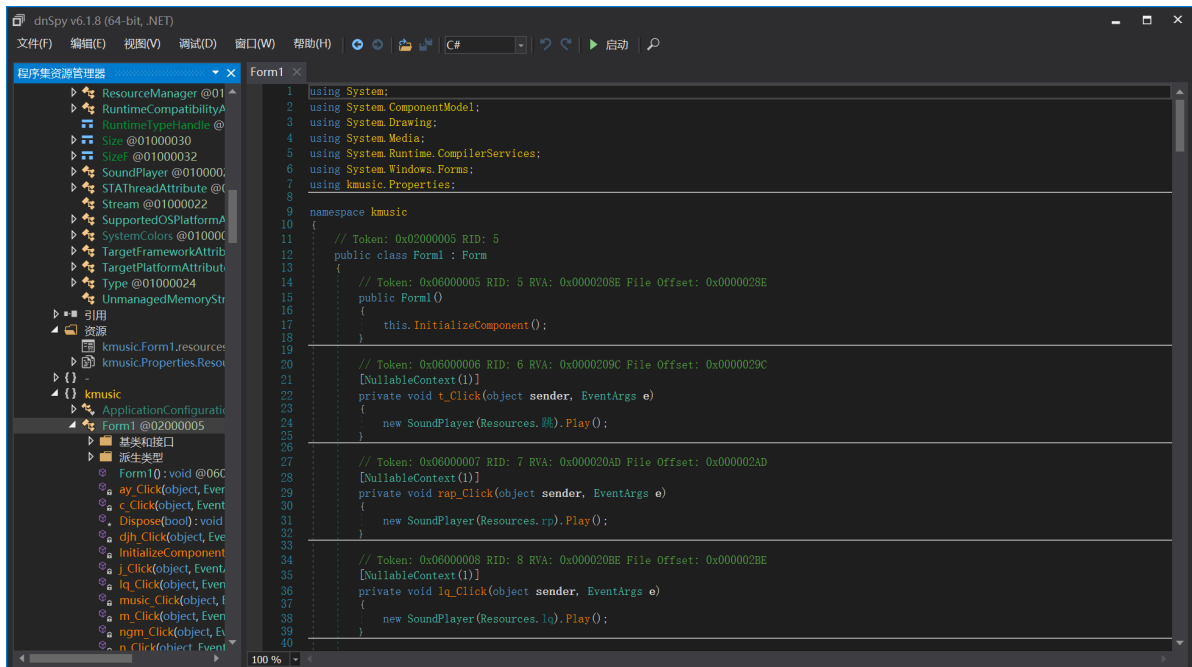 dnSpy v6.1.8 (64-bit, .NET)
文件(F) 编辑(E) 视图(V) 调试(D) 窗口(W) 帮助(H) C# 启动
程序集资源管理器
ResourceManager @01
RuntimeCompatibilityA
RuntimeTypeHandle @
Size @01000030
SizeF @01000032
SoundPlayer @010000
STAThreadAttribute @0
Stream @01000022
SupportedOSPlatformA
SystemColors @01000
TargetFrameworkAttrib
TargetPlatformAttribut
Type @01000024
UnmanagedMemoryStr
引用
资源
kmusic.Form1.resources
kmusic.Properties.Resou
{} -
{} kmusic
ApplicationConfigurati
Form1 @02000005
基类和接口
派生类型
Form1() : void @060
ay_Click(object, Even
c_Click(object, Event
Dispose(bool) : void
djh_Click(object, Eve
InitializeComponent
j_Click(object, Event
lq_Click(object, Even
music_Click(object, E
m_Click(object, Even
ngm_Click(object, Ev
n_Click(object, Event
Form1
1 using System;
2 using System.ComponentModel;
3 using System.Drawing;
4 using System.Media;
5 using System.Runtime.CompilerServices;
6 using System.Windows.Forms;
7 using kmusic.Properties;
8
9 namespace kmusic
10 {
11 // Token: 0x02000005 RID: 5
12 public class Form1 : Form
13 {
14 // Token: 0x06000005 RID: 5 RVA: 0x0000208E File Offset: 0x0000028E
15 public Form1()
16 {
17 this.InitializeComponent();
18 }
19
20 // Token: 0x06000006 RID: 6 RVA: 0x0000209C File Offset: 0x0000029C
21 [NullableContext(1)]
22 private void t_Click(object sender, EventArgs e)
23 {
24 new SoundPlayer(Resources.跳).Play();
25 }
26
27 // Token: 0x06000007 RID: 7 RVA: 0x000020AD File Offset: 0x000002AD
28 [NullableContext(1)]
29 private void rap_Click(object sender, EventArgs e)
30 {
31 new SoundPlayer(Resources.rp).Play();
32 }
33
34 // Token: 0x06000008 RID: 8 RVA: 0x000020BE File Offset: 0x000002BE
35 [NullableContext(1)]
36 private void lq_Click(object sender, EventArgs e)
37 {
38 new SoundPlayer(Resources.lq).Play();
39 }
40
100 %